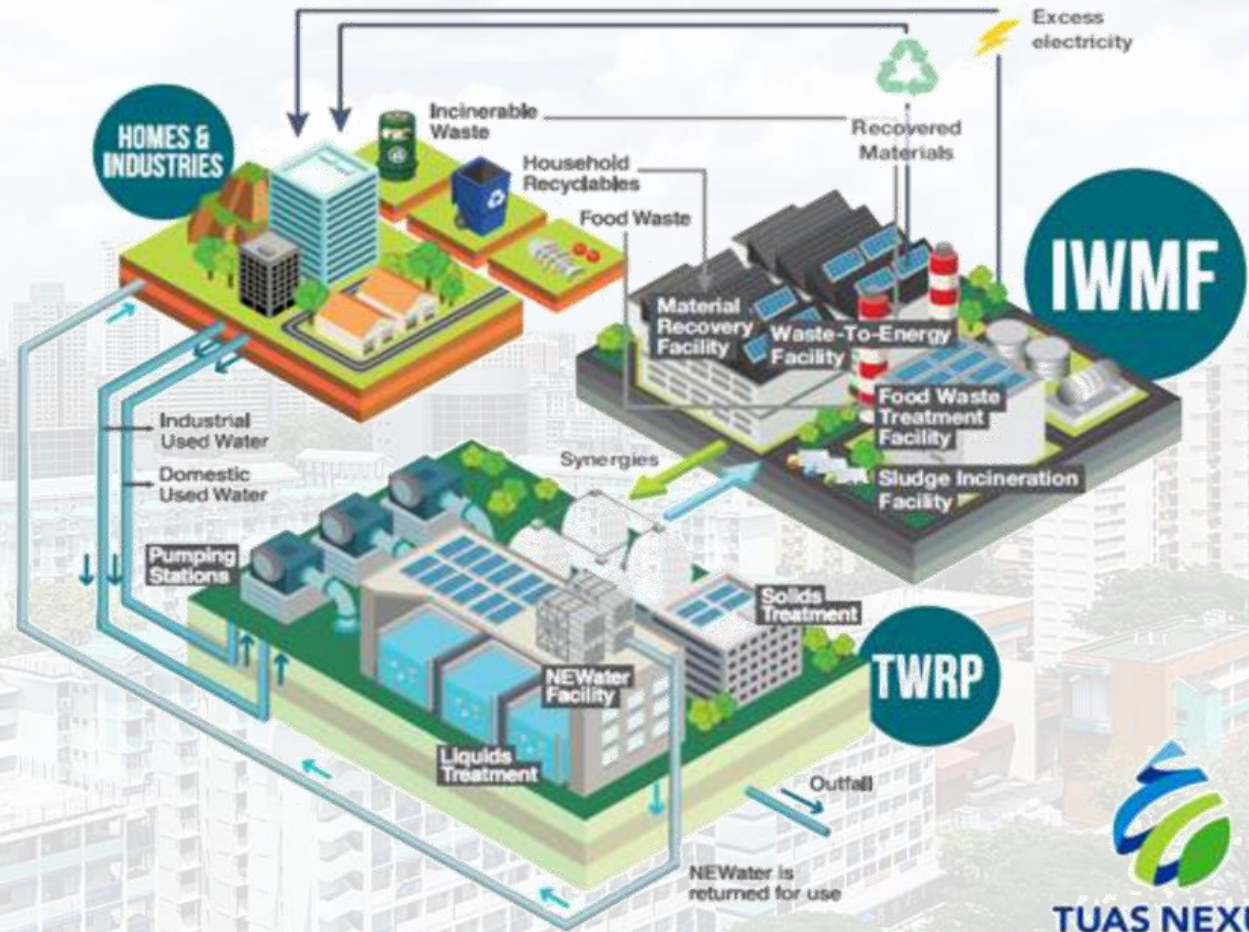 Excess
electricity
HOMES &
INDUSTRIES
Incinerable
Waste
Household
Recyclables
Food Waste
Recovered
Materials
IWMF
Material
Recovery
Facility
Waste-To-Energy
Facility
Food Waste
Treatment
Facility
Sludge Incineration
Facility
Synergies
Industrial
Used Water
Domestic
Used Water
Pumping
Stations
Solids
Treatment
TWRP
NEWater
Facility
Liquids
Treatment
Outfall
NEWater is
returned for use
TUAS NEX